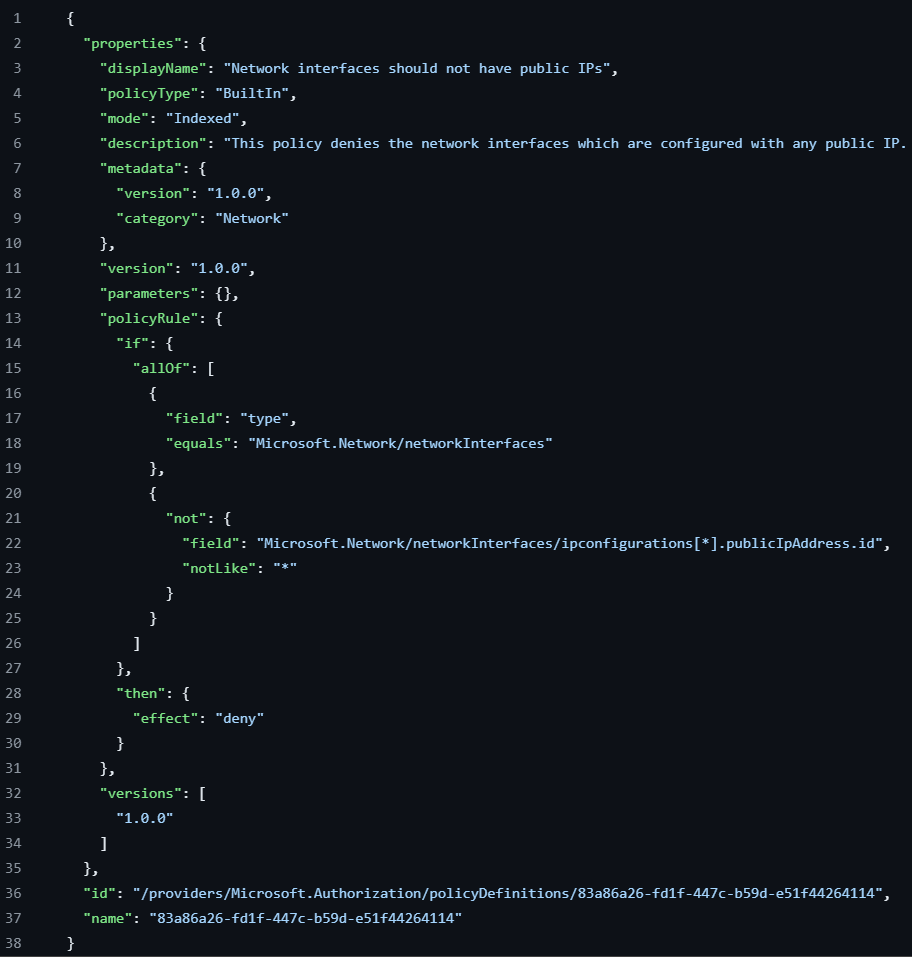 1 {
2 "properties": {
3 "displayName": "Network interfaces should not have public IPs",
4 "policyType": "BuiltIn",
5 "mode": "Indexed",
6 "description": "This policy denies the network interfaces which are configured with any public IP.
7 "metadata": {
8 "version": "1.0.0",
9 "category": "Network"
10 },
11 "version": "1.0.0",
12 "parameters": {},
13 "policyRule": {
14 "if": {
15 "allOf": [
16 {
17 "field": "type",
18 "equals": "Microsoft.Network/networkInterfaces"
19 },
20 {
21 "not": {
22 "field": "Microsoft.Network/networkInterfaces/ipconfigurations[*].publicIpAddress.id",
23 "notLike": "*"
24 }
25 }
26 ]
27 },
28 "then": {
29 "effect": "deny"
30 }
31 },
32 "versions": [
33 "1.0.0"
34 ]
35 },
36 "id": "/providers/Microsoft.Authorization/policyDefinitions/83a86a26-fd1f-447c-b59d-e51f44264114",
37 "name": "83a86a26-fd1f-447c-b59d-e51f44264114"
38 }